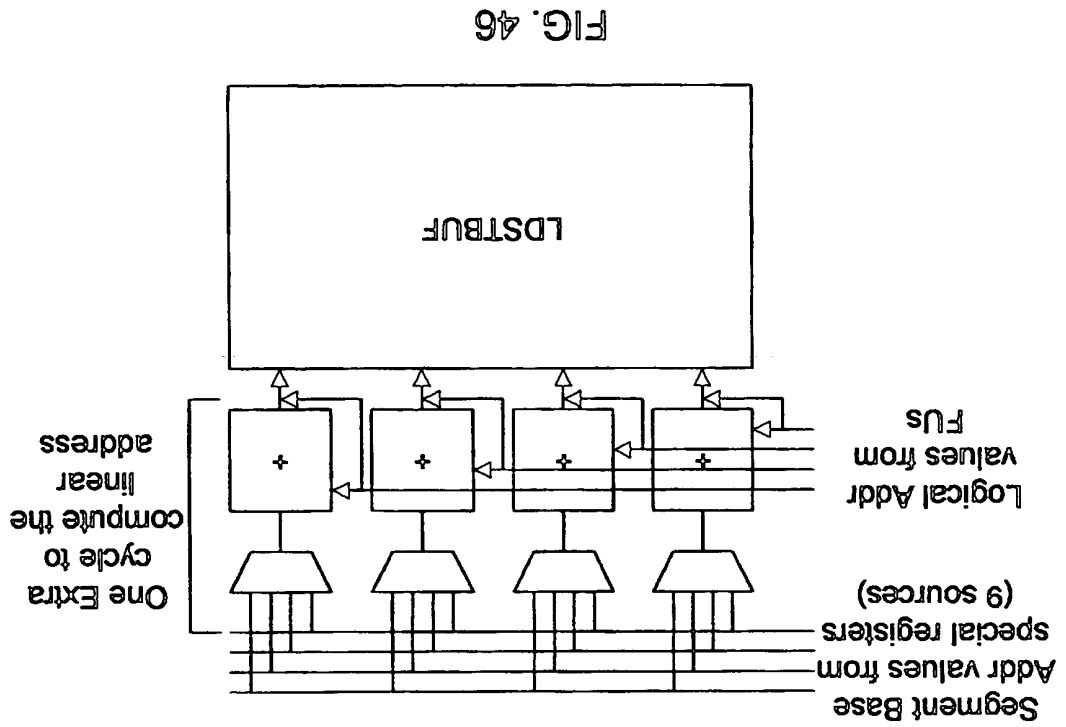 Segment Base
Addr values from
special registers
(9 sources)
One Extra
cycle to
compute the
linear
address
Logical Addr
values from
FUs
+ + + +
LDSTBUF
FIG. 46